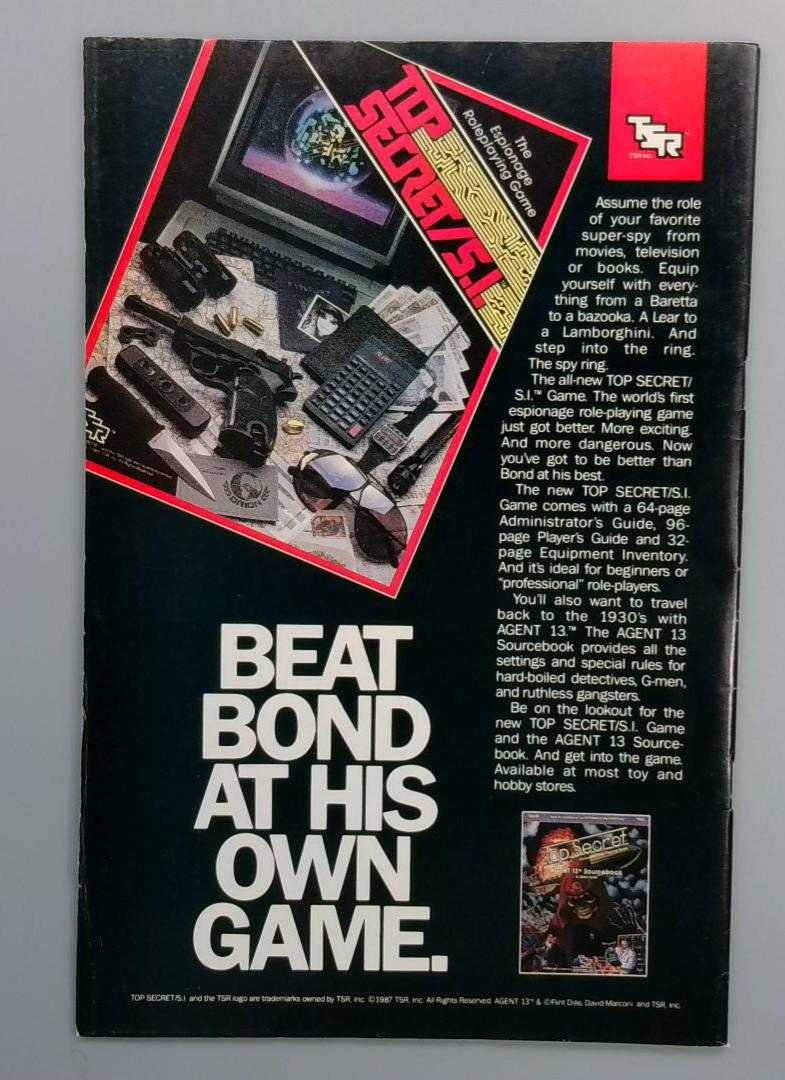 TOP
SECRET/S.I.™
The
Espionage
Roleplaying Game
TSR
TSR Inc.
Assume the role
of your favorite
super-spy from
movies, television
or books. Equip
yourself with every-
thing from a Baretta
to a bazooka. A Lear to
a Lamborghini. And
step into the ring.
The spy ring.
The all-new TOP SECRET/
S.I.™ Game. The world's first
espionage role-playing game
just got better. More exciting.
And more dangerous. Now
you've got to be better than
Bond at his best.
The new TOP SECRET/S.I.
Game comes with a 64-page
Administrator's Guide, 96-
page Player's Guide and 32-
page Equipment Inventory.
And it's ideal for beginners or
"professional" role-players.
You'll also want to travel
back to the 1930's with
AGENT 13.™ The AGENT 13
Sourcebook provides all the
settings and special rules for
hard-boiled detectives, G-men,
and ruthless gangsters.
Be on the lookout for the
new TOP SECRET/S.I. Game
and the AGENT 13 Source-
book. And get into the game.
Available at most toy and
hobby stores.
BEAT
BOND
AT HIS
OWN
GAME.
Top Secret
AGENT 13™ Sourcebook
TOP SECRET/S.I. and the TSR logo are trademarks owned by TSR, Inc. ©1987 TSR, Inc. All Rights Reserved. AGENT 13™ & ©Flint Dille, David Marconi and TSR, Inc.